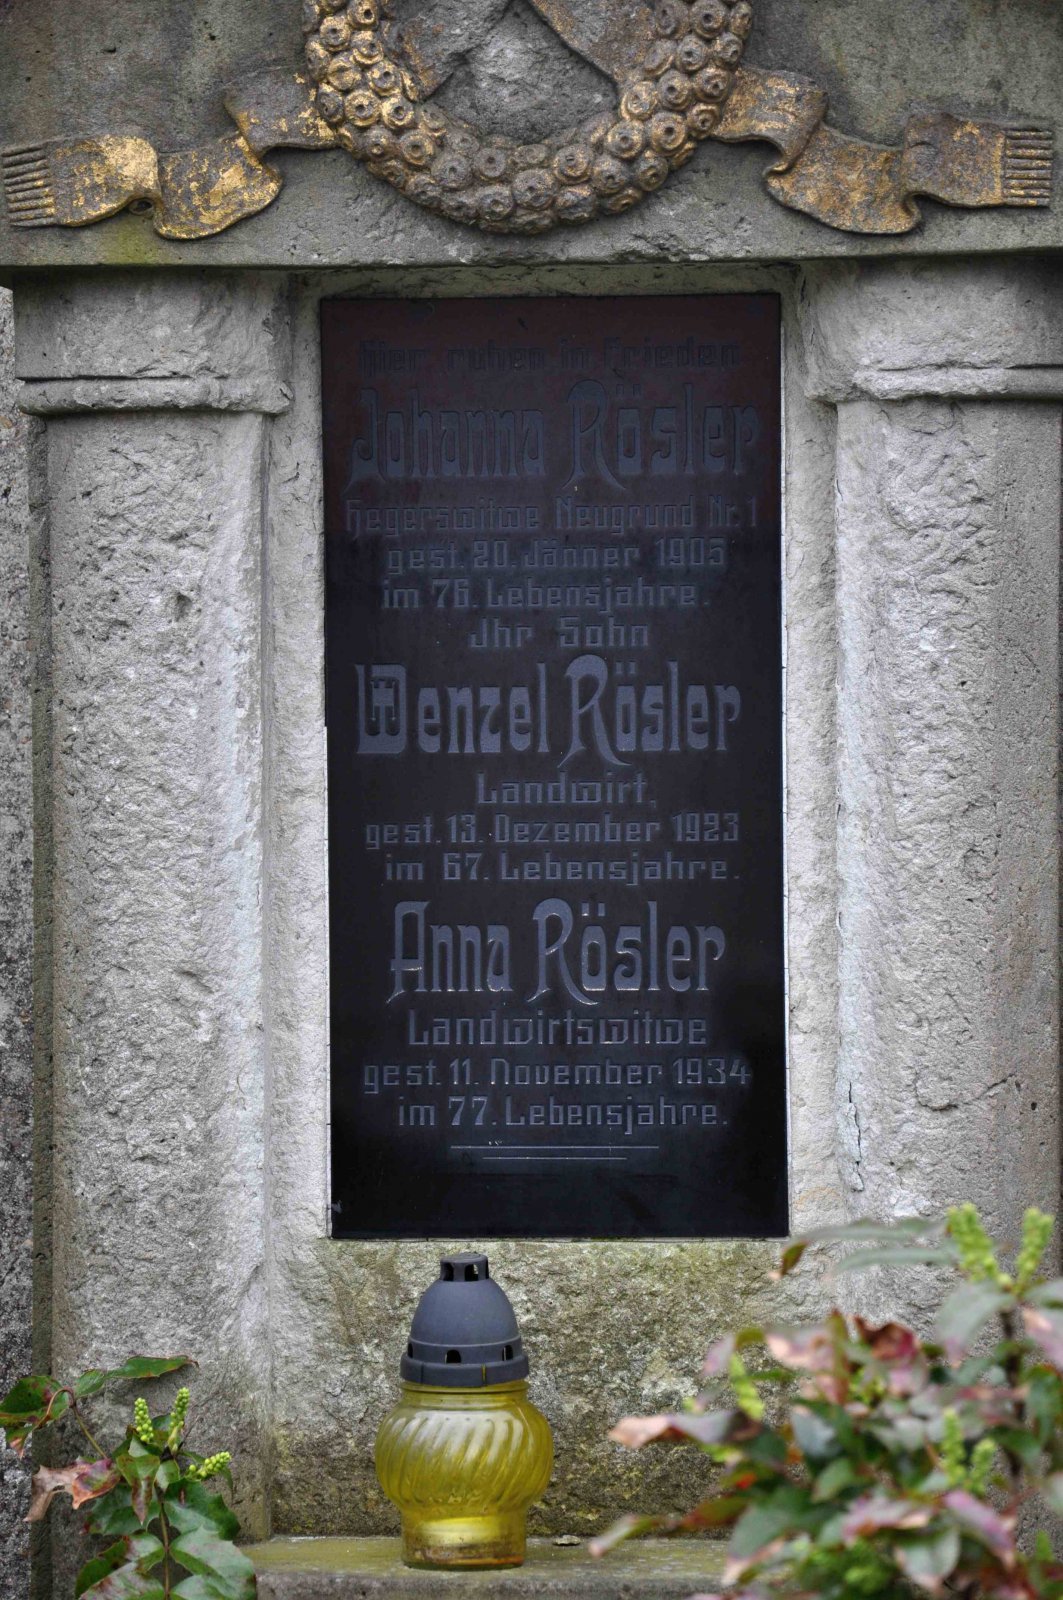 Hier ruhen in Frieden
Johanna Rösler
Hegerswitwe Neugrund Nr. 1
gest. 20. Jänner 1905
im 76. Lebensjahre.
Ihr Sohn
Wenzel Rösler
Landwirt,
gest. 13. Dezember 1923
im 67. Lebensjahre.
Anna Rösler
Landwirtswitwe
gest. 11. November 1934
im 77. Lebensjahre.